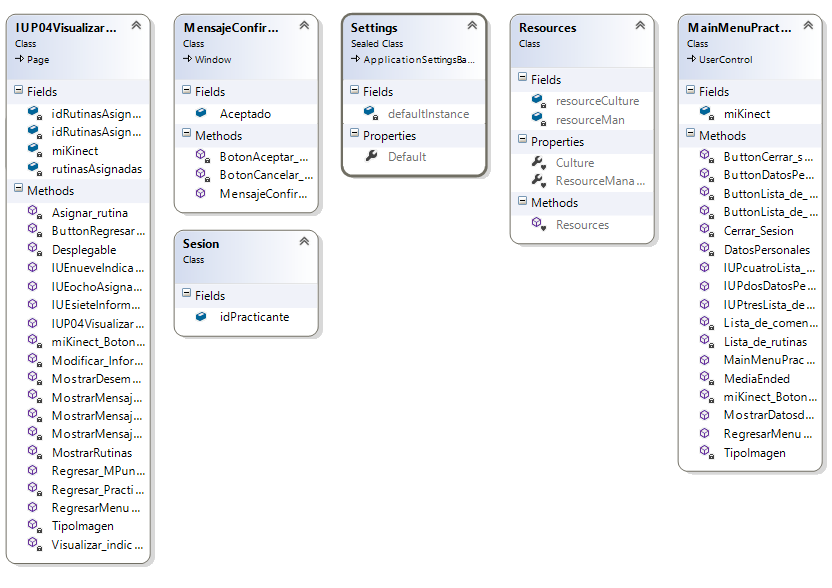 IUP04Visualizar...
Class
Page
Fields
idRutinasAsign...
idRutinasAsign...
miKinect
rutinasAsignadas
Methods
Asignar_rutina
ButtonRegresar...
Desplegable
IUEnueveIndica...
IUEochoAsigna...
IUEsieteInform...
IUP04Visualizar...
miKinect_Boton...
Modificar_Infor...
MostrarDesem...
MostrarMensaj...
MostrarMensaj...
MostrarMensaj...
MostrarRutinas
Regresar_MPun...
Regresar_Practi...
RegresarMenu...
TipoImagen
Visualizar_indic...
MensajeConfir...
Class
Window
Fields
Aceptado
Methods
BotonAceptar_...
BotonCancelar_...
MensajeConfir...
Sesion
Class
Fields
idPracticante
Settings
Sealed Class
ApplicationSettingsBa...
Fields
defaultInstance
Properties
Default
Resources
Class
Fields
resourceCulture
resourceMan
Properties
Culture
ResourceMana...
Methods
Resources
MainMenuPract...
Class
UserControl
Fields
miKinect
Methods
ButtonCerrar_s...
ButtonDatosPe...
ButtonLista_de_...
ButtonLista_de_...
Cerrar_Sesion
DatosPersonales
IUPcuatroLista_...
IUPdosDatosPe...
IUPtresLista_de...
Lista_de_comen...
Lista_de_rutinas
MainMenuPrac...
MediaEnded
miKinect_Boton...
MostrarDatosd...
RegresarMenu...
TipoImagen